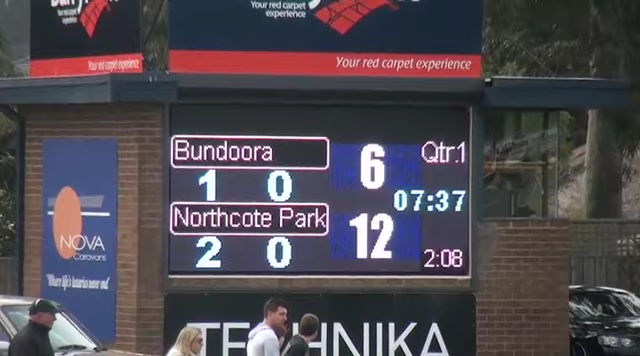 Your red carpet
experience
Your red carpet experience
Your red carpet experience
Bundoora 6 Qtr.1
1 0 07:37
Northcote Park 12
2 0 2:08
NOVA
Caravans
TECHNIKA